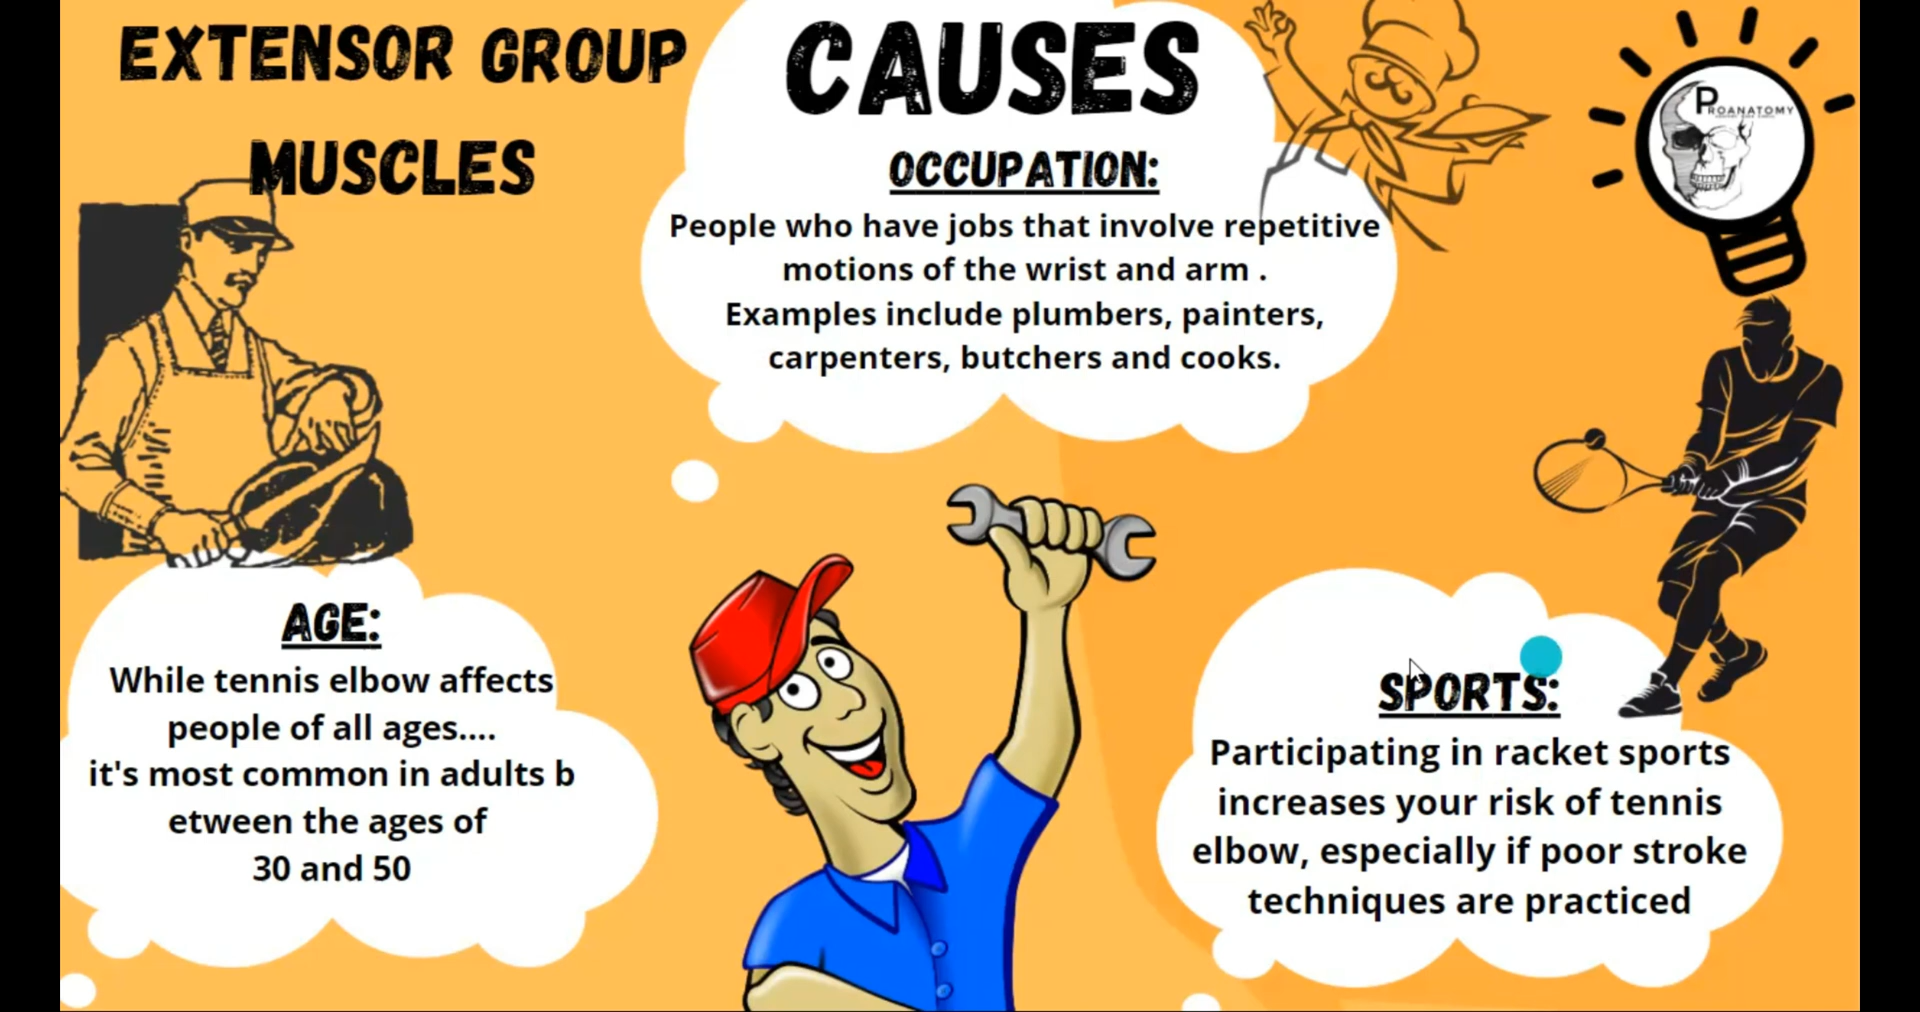 EXTENSOR GROUP
MUSCLES
CAUSES
OCCUPATION:
People who have jobs that involve repetitive
motions of the wrist and arm .
Examples include plumbers, painters,
carpenters, butchers and cooks.
PROANATOMY
AGE:
While tennis elbow affects
people of all ages....
it's most common in adults b
etween the ages of
30 and 50
SPORTS:
Participating in racket sports
increases your risk of tennis
elbow, especially if poor stroke
techniques are practiced